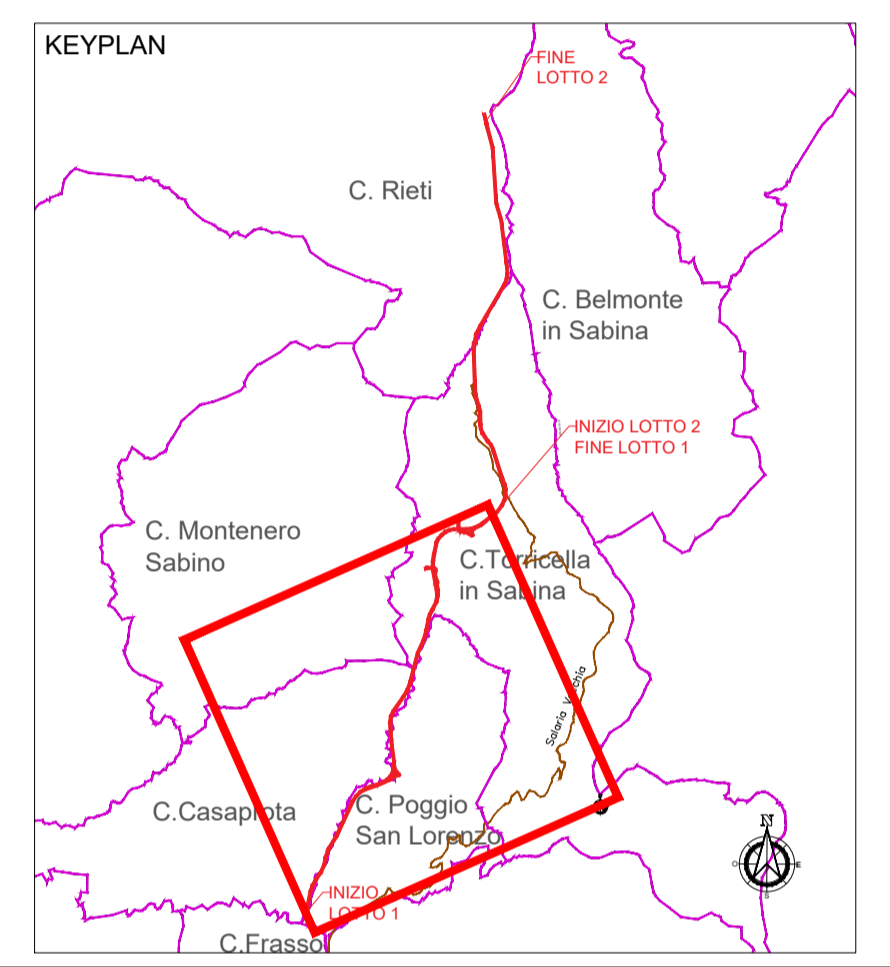 KEYPLAN
FINE
LOTTO 2
C. Rieti
C. Belmonte
in Sabina
INIZIO LOTTO 2
FINE LOTTO 1
C. Montenero
Sabino
C.Torricella
in Sabina
Salaria Vecchia
C.Casaprota
C. Poggio
San Lorenzo
N
O
E
S
INIZIO
LOTTO 1
C.Frasso